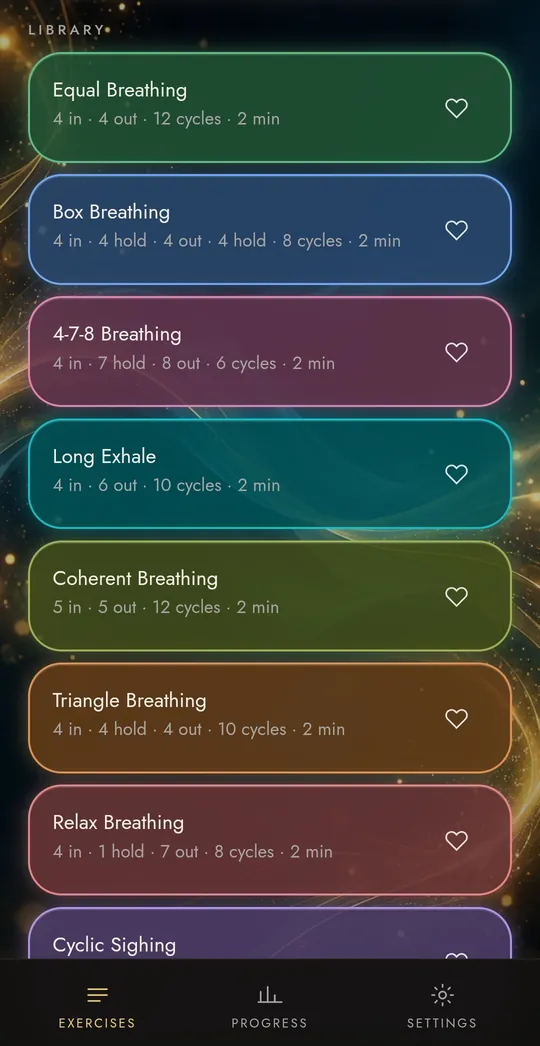 LIBRARY
Equal Breathing
4 in · 4 out · 12 cycles · 2 min
Box Breathing
4 in · 4 hold · 4 out · 4 hold · 8 cycles · 2 min
4-7-8 Breathing
4 in · 7 hold · 8 out · 6 cycles · 2 min
Long Exhale
4 in · 6 out · 10 cycles · 2 min
Coherent Breathing
5 in · 5 out · 12 cycles · 2 min
Triangle Breathing
4 in · 4 hold · 4 out · 10 cycles · 2 min
Relax Breathing
4 in · 1 hold · 7 out · 8 cycles · 2 min
Cyclic Sighing
EXERCISES
PROGRESS
SETTINGS